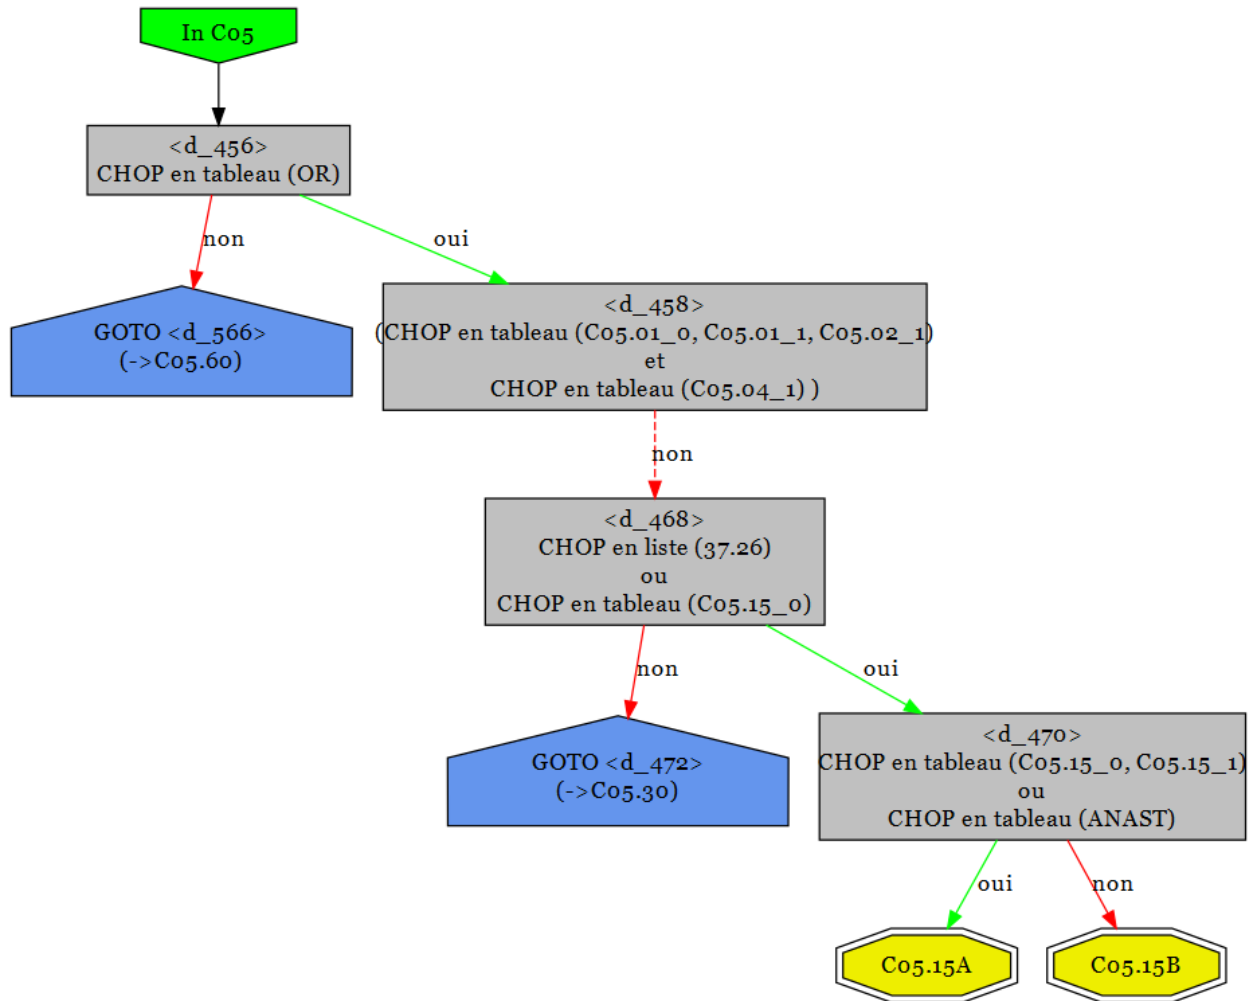 In C05
<d_456>
CHOP en tableau (OR)
non
oui
GOTO <d_566>
(->C05.60)
<d_458>
(CHOP en tableau (C05.01_0, C05.01_1, C05.02_1)
et
CHOP en tableau (C05.04_1) )
non
<d_468>
CHOP en liste (37.26)
ou
CHOP en tableau (C05.15_0)
non
oui
GOTO <d_472>
(->C05.30)
<d_470>
CHOP en tableau (C05.15_0, C05.15_1)
ou
CHOP en tableau (ANAST)
oui
non
C05.15A
C05.15B